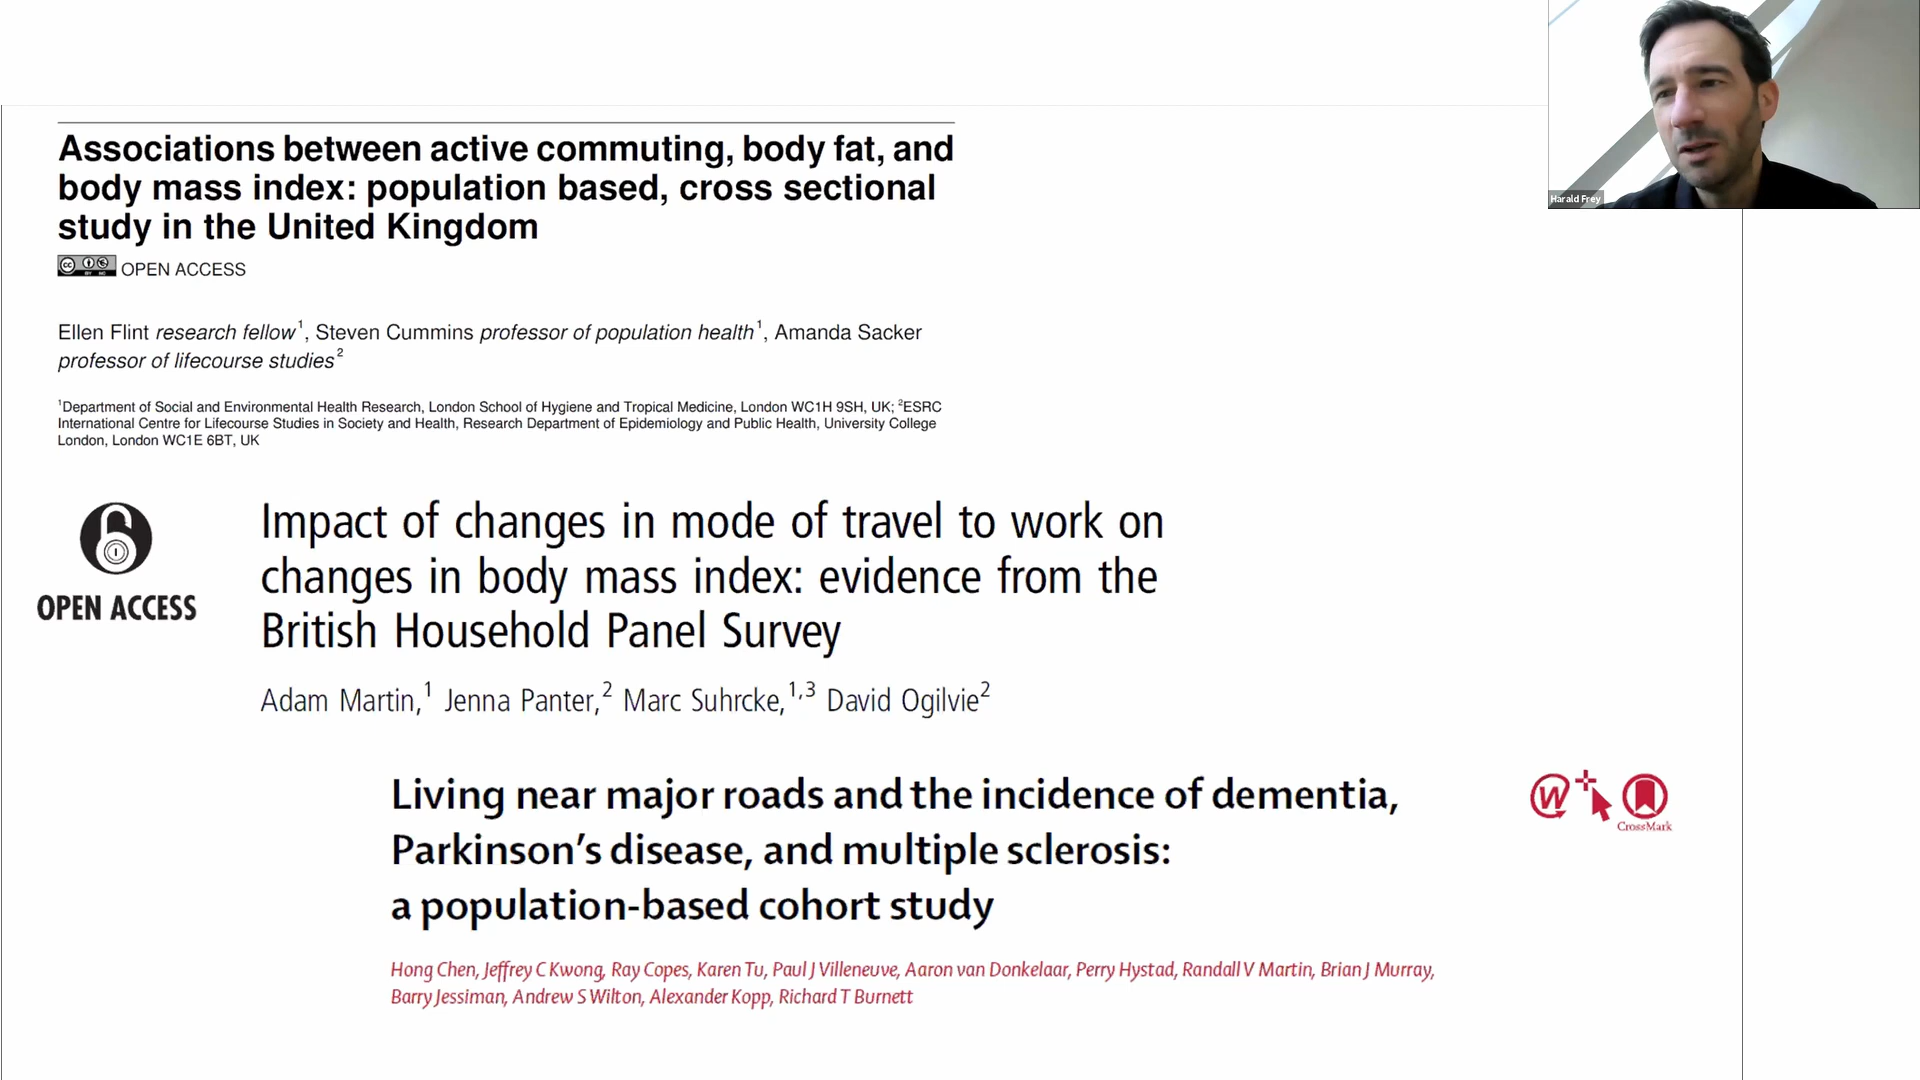 Associations between active commuting, body fat, and
body mass index: population based, cross sectional
study in the United Kingdom
cc BY NC OPEN ACCESS
Ellen Flint research fellow¹, Steven Cummins professor of population health¹, Amanda Sacker
professor of lifecourse studies²
¹Department of Social and Environmental Health Research, London School of Hygiene and Tropical Medicine, London WC1H 9SH, UK; ²ESRC
International Centre for Lifecourse Studies in Society and Health, Research Department of Epidemiology and Public Health, University College
London, London WC1E 6BT, UK
OPEN ACCESS
Impact of changes in mode of travel to work on
changes in body mass index: evidence from the
British Household Panel Survey
Adam Martin,¹ Jenna Panter,² Marc Suhrcke,¹,³ David Ogilvie²
Living near major roads and the incidence of dementia,
Parkinson’s disease, and multiple sclerosis:
a population-based cohort study
W CrossMark
Hong Chen, Jeffrey C Kwong, Ray Copes, Karen Tu, Paul J Villeneuve, Aaron van Donkelaar, Perry Hystad, Randall V Martin, Brian J Murray,
Barry Jessiman, Andrew S Wilton, Alexander Kopp, Richard T Burnett
Harald Frey